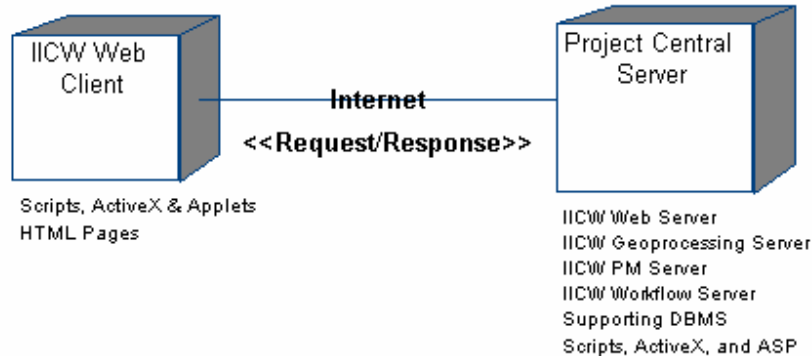 IICW Web
Client
Internet
<<Request/Response>>
Project Central
Server
Scripts, ActiveX & Applets
HTML Pages
IICW Web Server
IICW Geoprocessing Server
IICW PM Server
IICW Workflow Server
Supporting DBMS
Scripts, ActiveX, and ASP